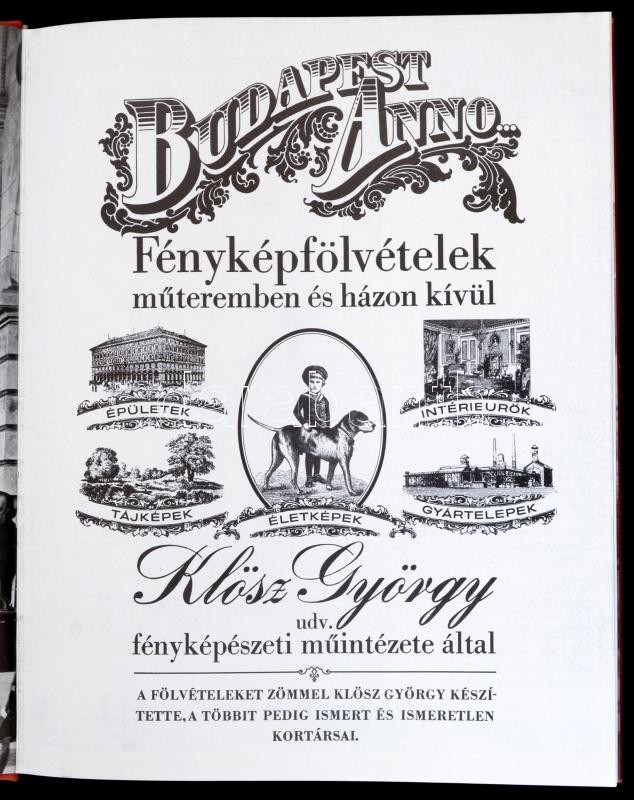 BUDAPEST
ANNO...
Fényképfölvételek
műteremben és házon kívül
ÉPÜLETEK
INTÉRIEURÖK
TÁJKÉPEK
ÉLETKÉPEK
GYÁRTELEPEK
Klösz György
udv.
fényképészeti műintézete által
A FÖLVÉTELEKET ZÖMMEL KLÖSZ GYÖRGY KÉSZÍ-
TETTE, A TÖBBIT PEDIG ISMERT ÉS ISMERETLEN
KORTÁRSAI.